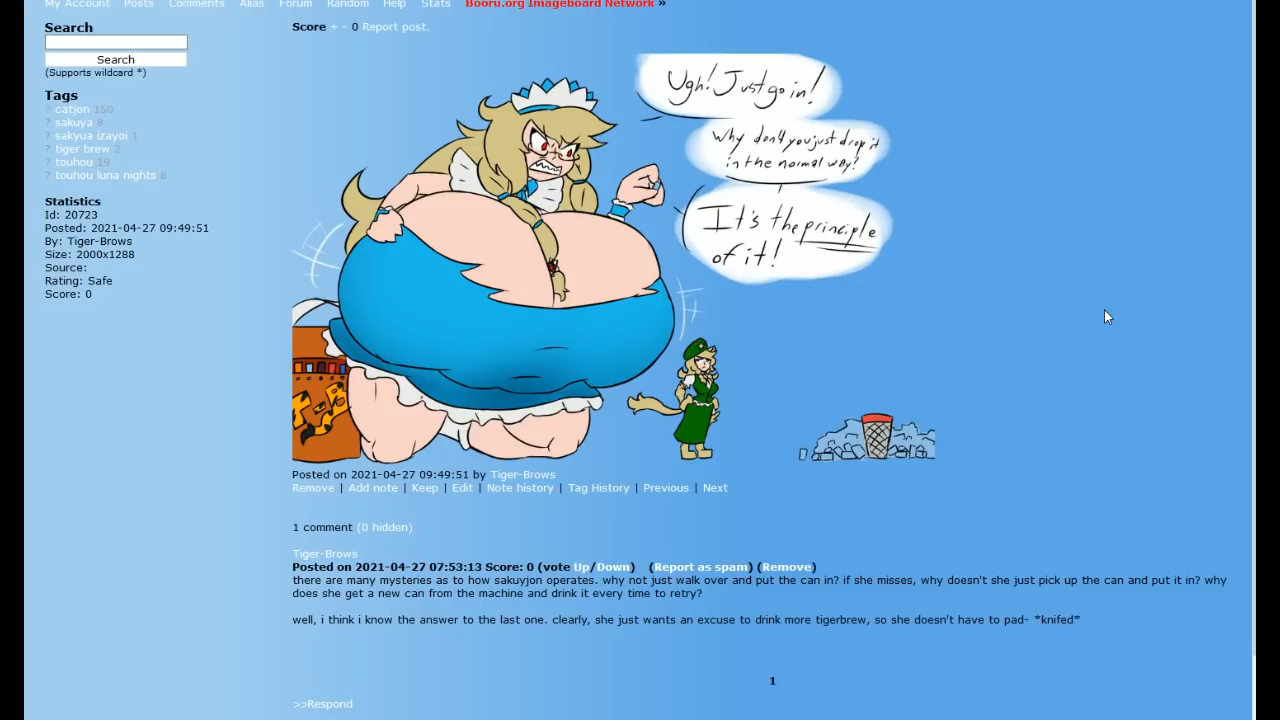 My Account Posts Comments Alias Forum Random Help Stats Booru.org Imageboard Network »
Search
Search
(Supports wildcard *)
Tags
? catjon 150
? sakuya 8
? sakyua izayoi 1
? tiger brew 2
? touhou 19
? touhou luna nights 6
Statistics
Id: 20723
Posted: 2021-04-27 09:49:51
By: Tiger-Brows
Size: 2000x1288
Source:
Rating: Safe
Score: 0
Score + - 0 Report post.
Ugh! Just go in!
Why don't you just drop it
in the normal way?
It's the principle
of it!
T-B
Posted on 2021-04-27 09:49:51 by Tiger-Brows
Remove | Add note | Keep | Edit | Note history | Tag History | Previous | Next
1 comment (0 hidden)
Tiger-Brows
Posted on 2021-04-27 07:53:13 Score: 0 (vote Up/Down) (Report as spam) (Remove)
there are many mysteries as to how sakuyjon operates. why not just walk over and put the can in? if she misses, why doesn't she just pick up the can and put it in? why
does she get a new can from the machine and drink it every time to retry?
well, i think i know the answer to the last one. clearly, she just wants an excuse to drink more tigerbrew, so she doesn't have to pad- *knifed*
1
>>Respond